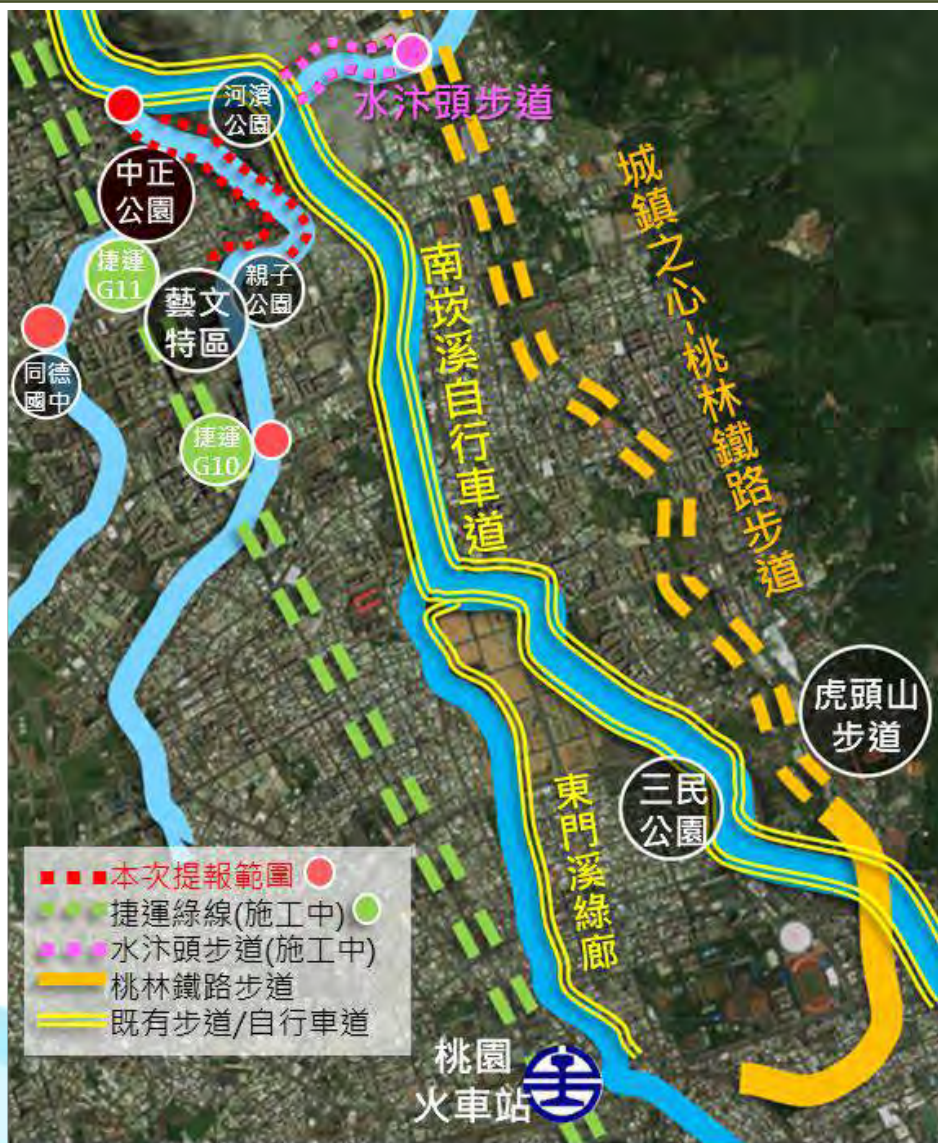 河濱
公園
水汴頭步道
中正
公園
捷運
G11
藝文
特區
親子
公園
同德
國中
捷運
G10
南崁溪自行車道
城鎮之心-桃林鐵路步道
虎頭山
步道
三民
公園
東門溪綠廊
本次提報範圍
捷運綠線(施工中)
水汴頭步道(施工中)
桃林鐵路步道
既有步道/自行車道
桃園
火車站